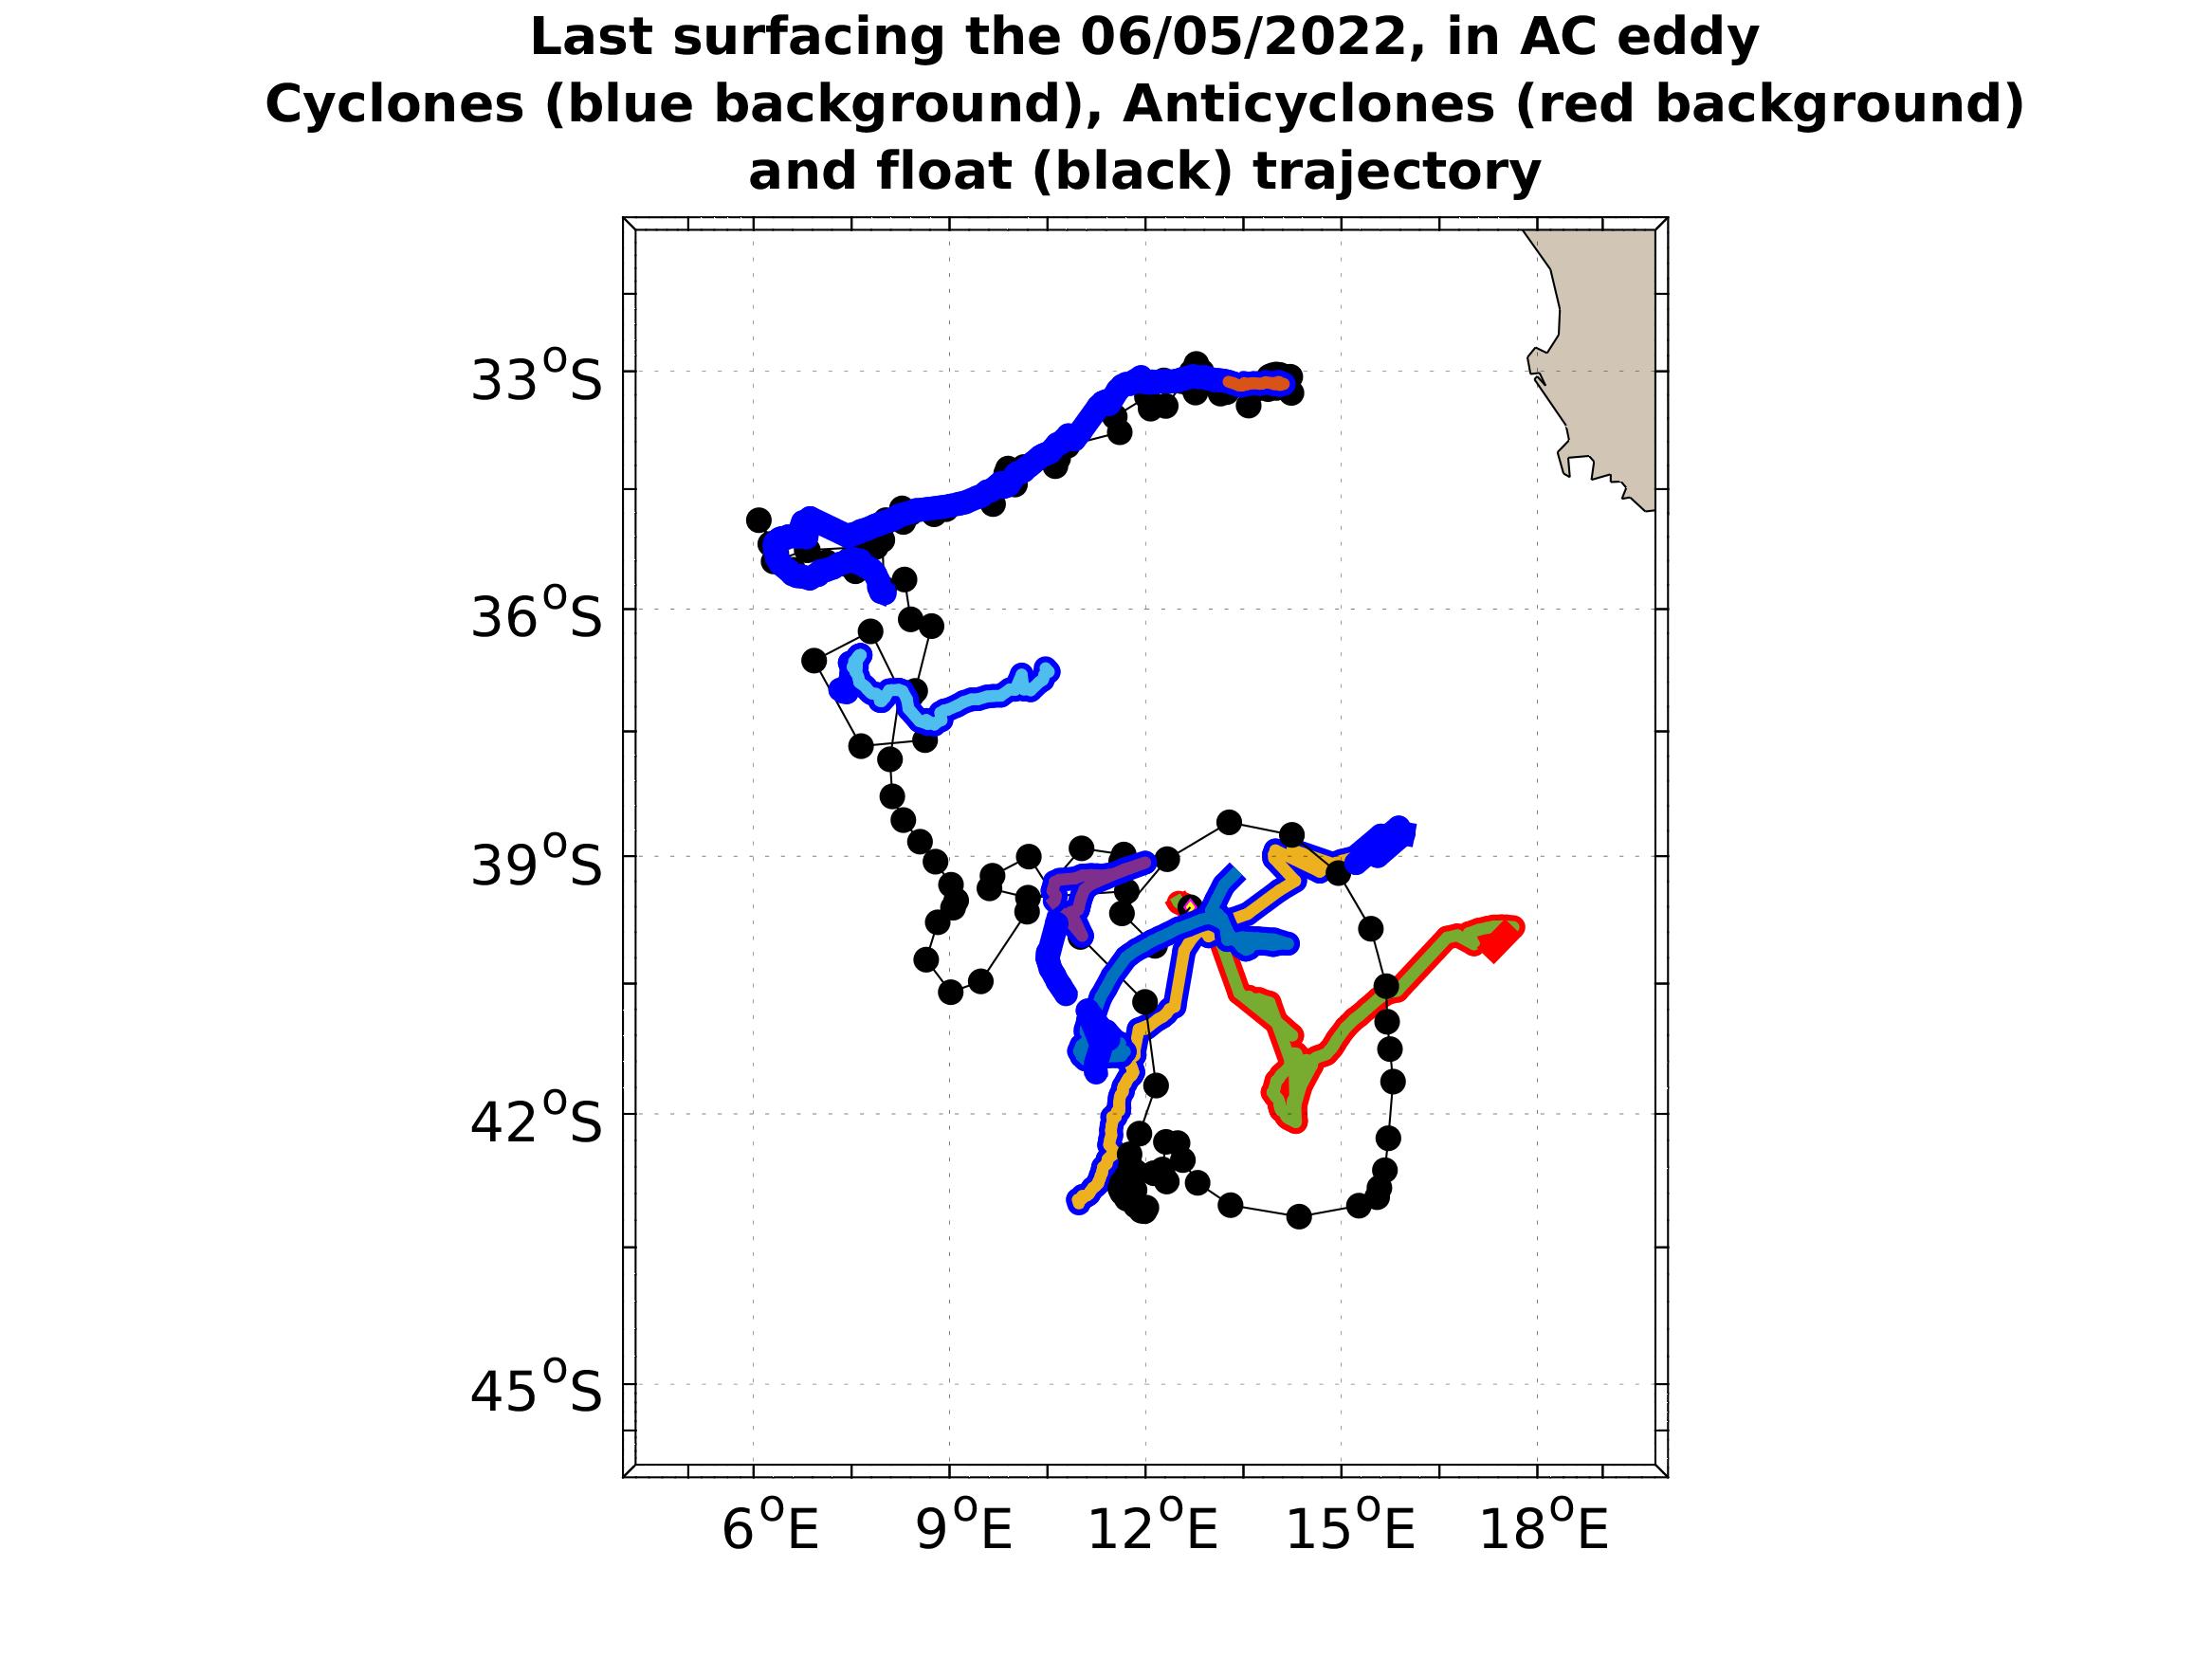 Last surfacing the 06/05/2022, in AC eddy
Cyclones (blue background), Anticyclones (red background)
and float (black) trajectory
33°S
36°S
39°S
42°S
45°S
6°E 9°E 12°E 15°E 18°E